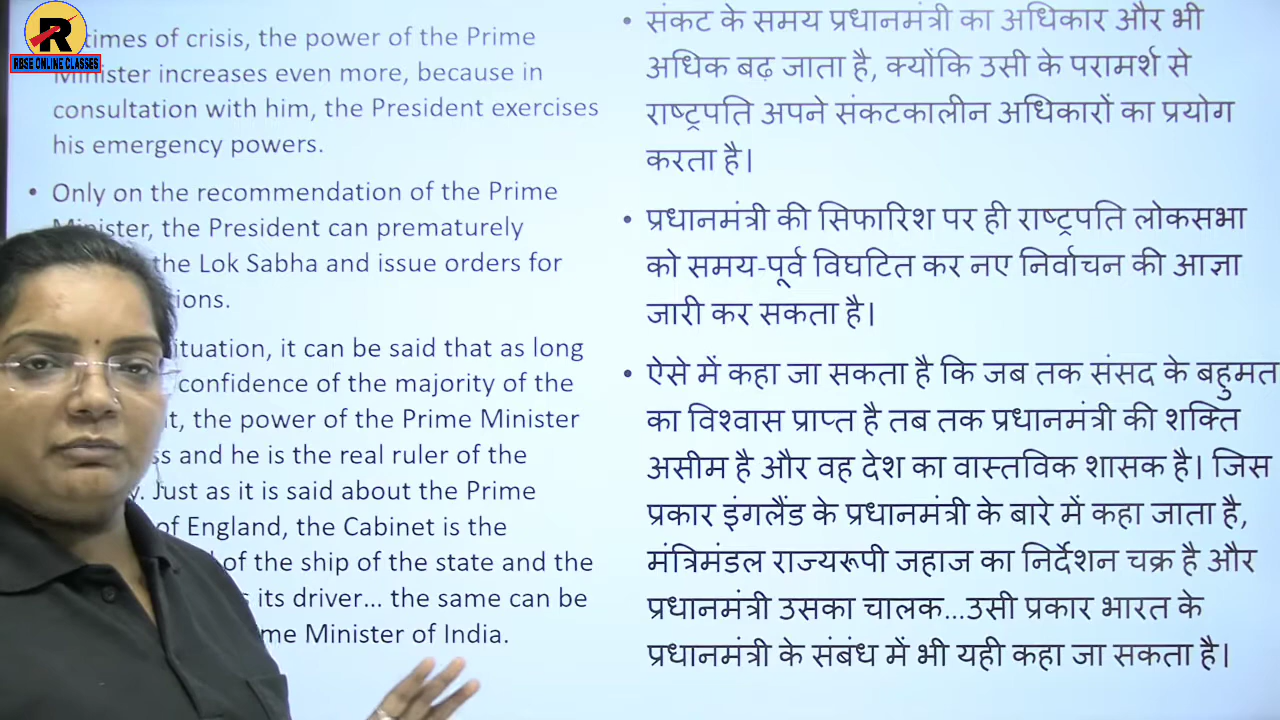 R
RBSE ONLINE CLASSES
times of crisis, the power of the Prime
Minister increases even more, because in
consultation with him, the President exercises
his emergency powers.
• Only on the recommendation of the Prime
Minister, the President can prematurely
the Lok Sabha and issue orders for
it can be said that as long
confidence of the majority of the
the power of the Prime Minister
and he is the real ruler of the
Just as it is said about the Prime
of England, the Cabinet is the
of the ship of the state and the
its driver... the same can be
Minister of India.
• संकट के समय प्रधानमंत्री का अधिकार और भी
अधिक बढ़ जाता है, क्योंकि उसी के परामर्श से
राष्ट्रपति अपने संकटकालीन अधिकारों का प्रयोग
करता है।
• प्रधानमंत्री की सिफारिश पर ही राष्ट्रपति लोकसभा
को समय-पूर्व विघटित कर नए निर्वाचन की आज्ञा
जारी कर सकता है।
• ऐसे में कहा जा सकता है कि जब तक संसद के बहुमत
का विश्वास प्राप्त है तब तक प्रधानमंत्री की शक्ति
असीम है और वह देश का वास्तविक शासक है। जिस
प्रकार इंगलैंड के प्रधानमंत्री के बारे में कहा जाता है,
मंत्रिमंडल राज्यरूपी जहाज का निर्देशन चक्र है और
प्रधानमंत्री उसका चालक...उसी प्रकार भारत के
प्रधानमंत्री के संबंध में भी यही कहा जा सकता है।